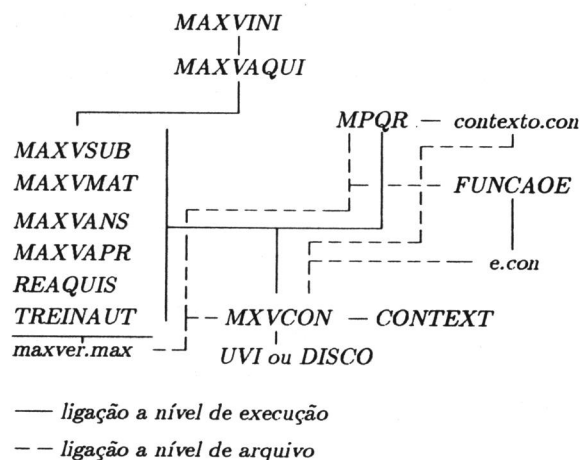 MAXVINI
MAXVAQUI
MPQR — contexto.con
MAXVSUB
MAXVMAT
FUNCAOE
MAXVANS
MAXVAPR
e.con
REAQUIS
TREINAUT
MXVCON — CONTEXT
maxver.max
UVI ou DISCO
—— ligação a nível de execução
– – ligação a nível de arquivo